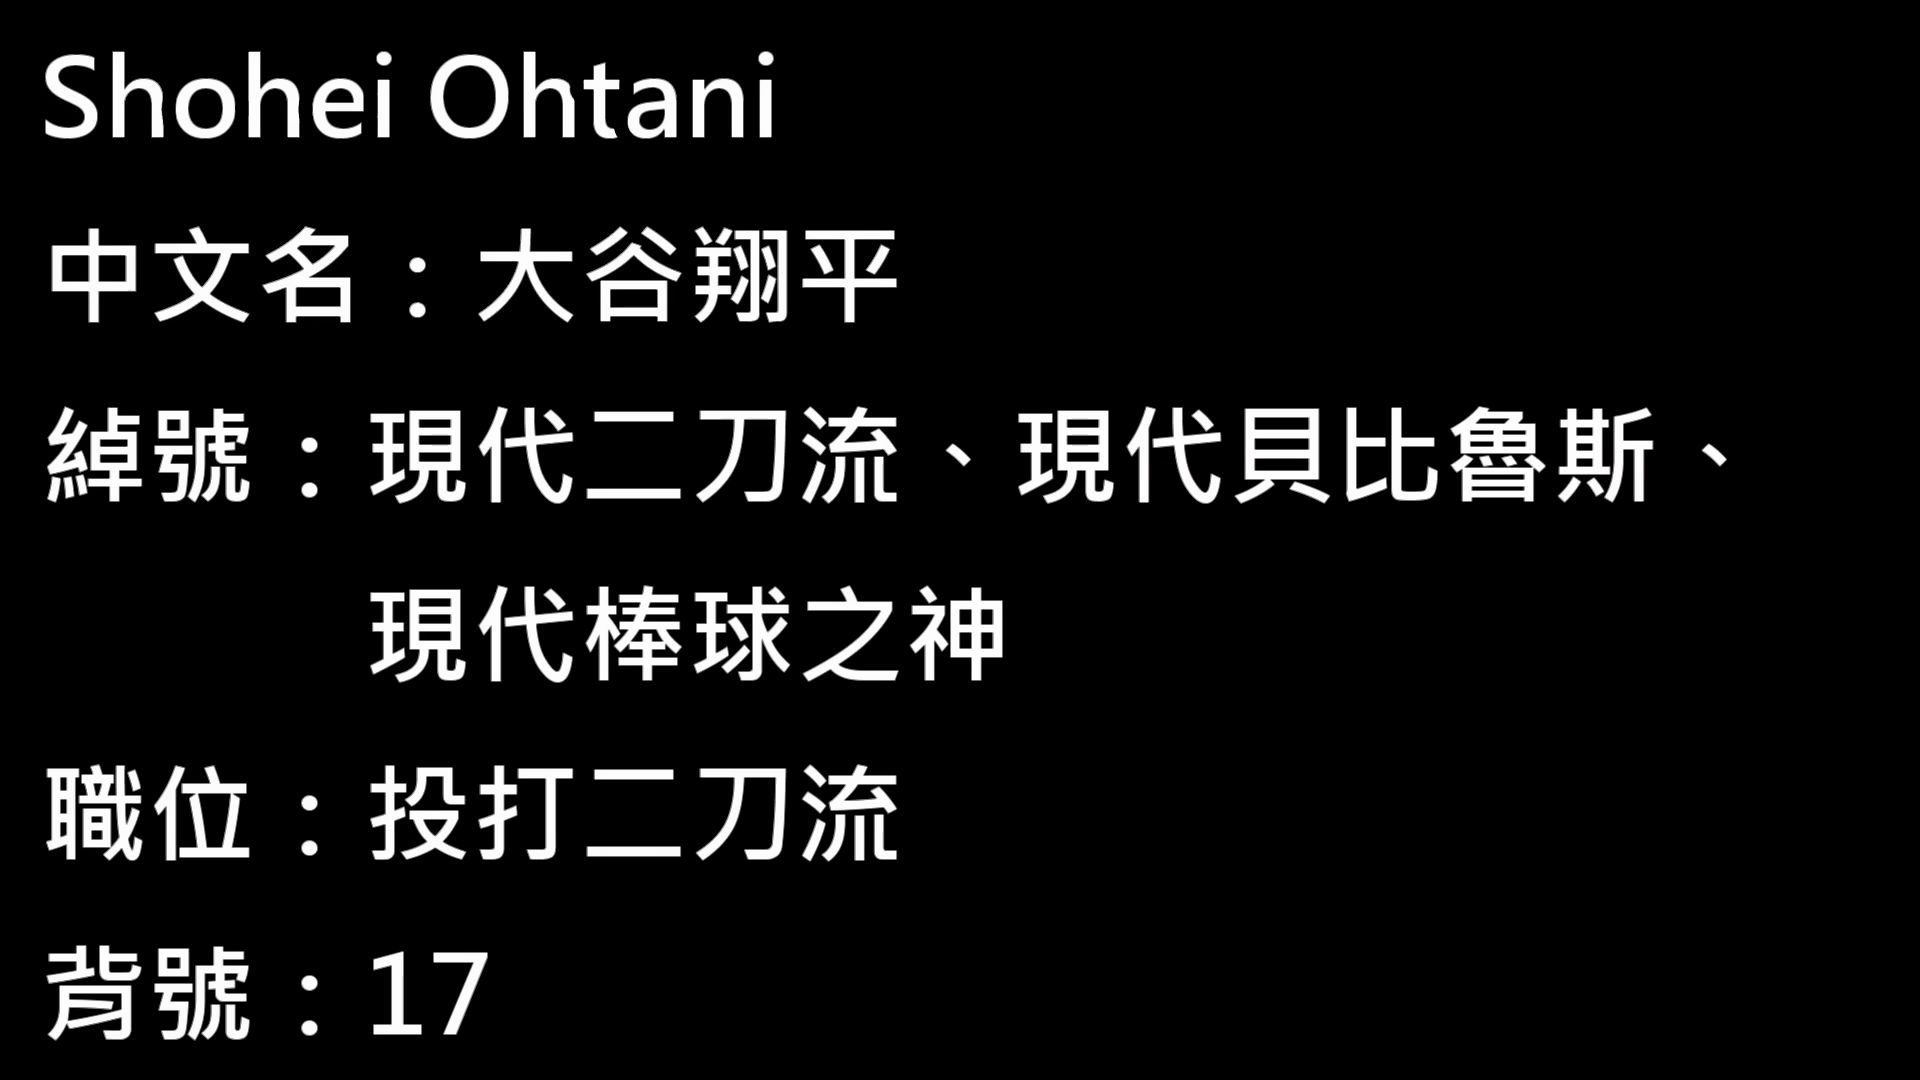 Shohei Ohtani
中文名：大谷翔平
綽號：現代二刀流、現代貝比魯斯、
現代棒球之神
職位：投打二刀流
背號：17